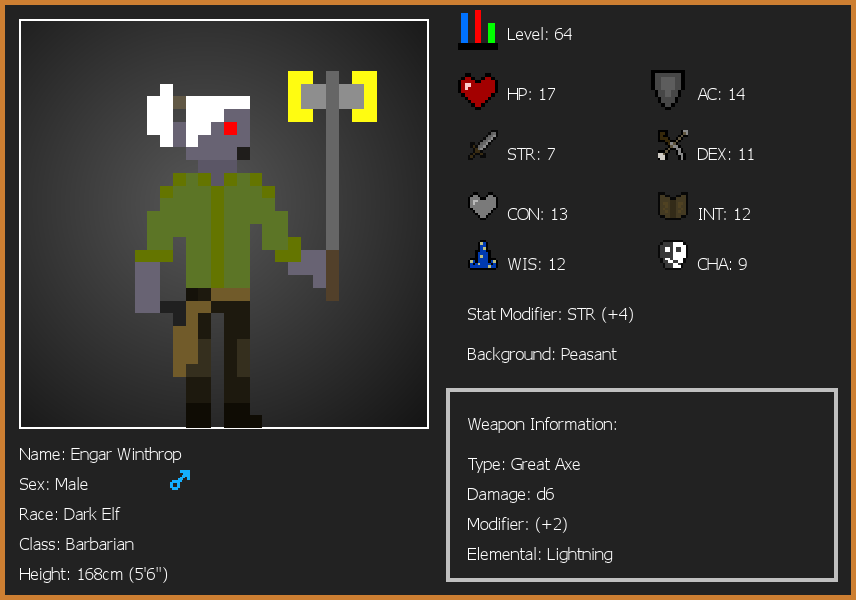 Level: 64
HP: 17
AC: 14
STR: 7
DEX: 11
CON: 13
INT: 12
WIS: 12
CHA: 9
Stat Modifier: STR (+4)
Background: Peasant
Weapon Information:
Type: Great Axe
Damage: d6
Modifier: (+2)
Elemental: Lightning
Name: Engar Winthrop
Sex: Male
Race: Dark Elf
Class: Barbarian
Height: 168cm (5'6")